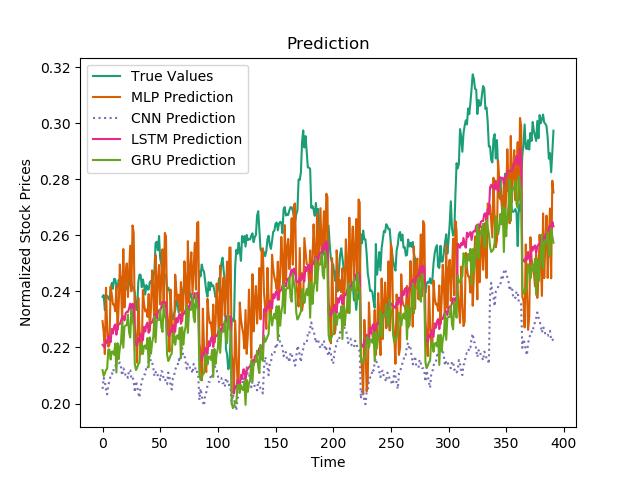 Prediction
0.32
0.30
0.28
0.26
0.24
0.22
0.20
Normalized Stock Prices
True Values
MLP Prediction
CNN Prediction
LSTM Prediction
GRU Prediction
0 50 100 150 200 250 300 350 400
Time